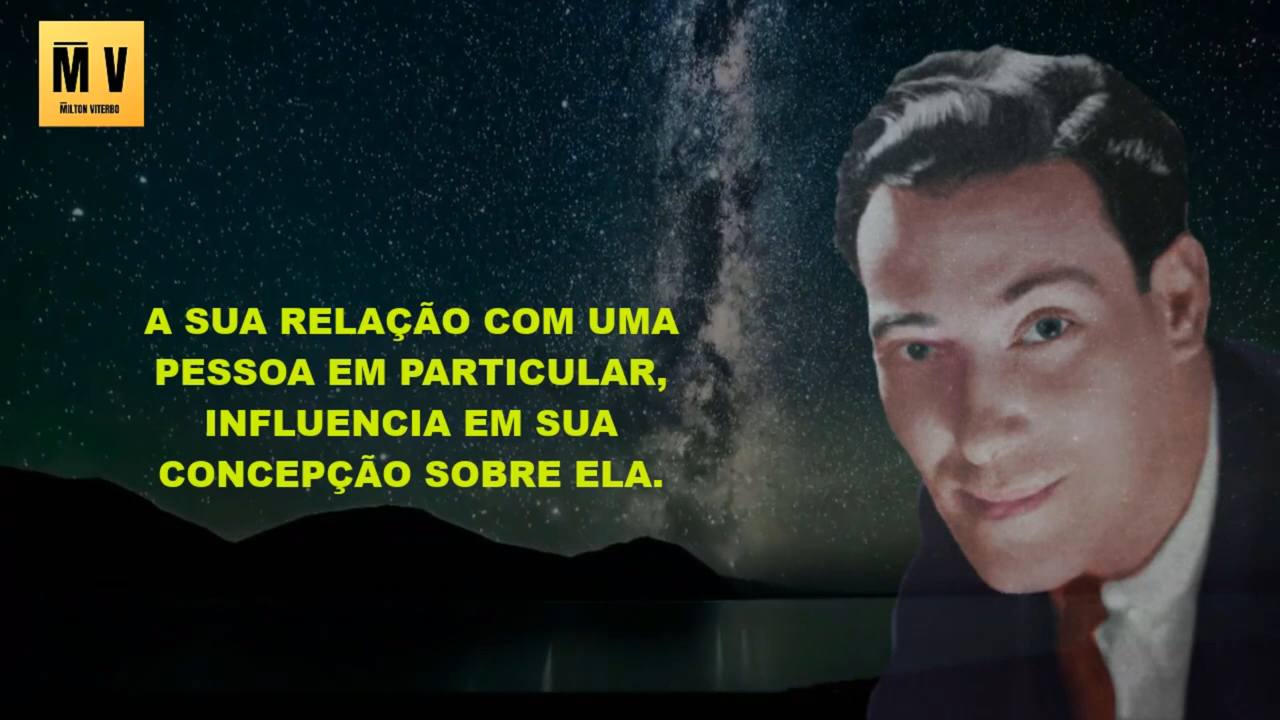 M V
MILTON VITERBO
A SUA RELAÇÃO COM UMA
PESSOA EM PARTICULAR,
INFLUENCIA EM SUA
CONCEPÇÃO SOBRE ELA.